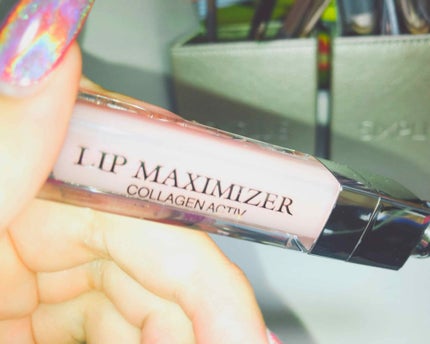 LIP MAXIMIZER
COLLAGEN ACTIV